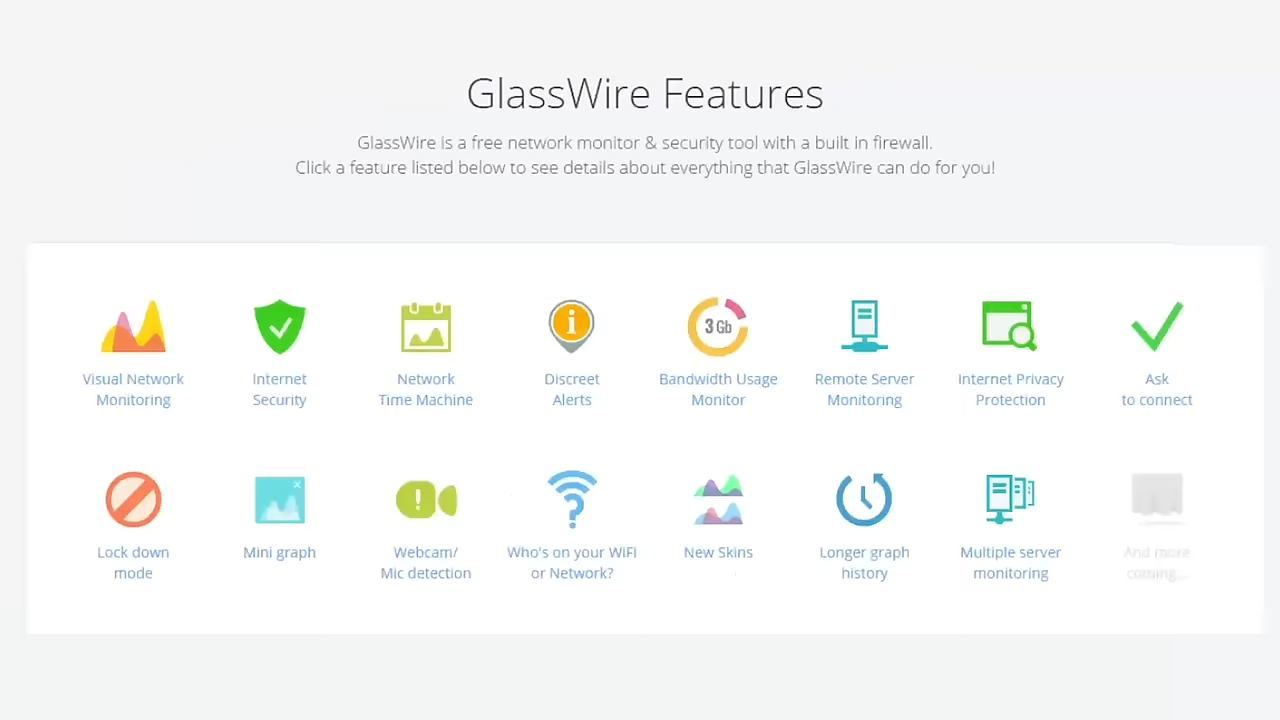 GlassWire Features
GlassWire is a free network monitor & security tool with a built in firewall.
Click a feature listed below to see details about everything that GlassWire can do for you!
3 Gb
Visual Network
Monitoring
Internet
Security
Network
Time Machine
Discreet
Alerts
Bandwidth Usage
Monitor
Remote Server
Monitoring
Internet Privacy
Protection
Ask
to connect
Lock down
mode
Mini graph
Webcam/
Mic detection
Who's on your WiFi
or Network?
New Skins
Longer graph
history
Multiple server
monitoring
And more
coming...